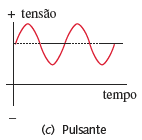 + tensão
tempo
–
(c) Pulsante